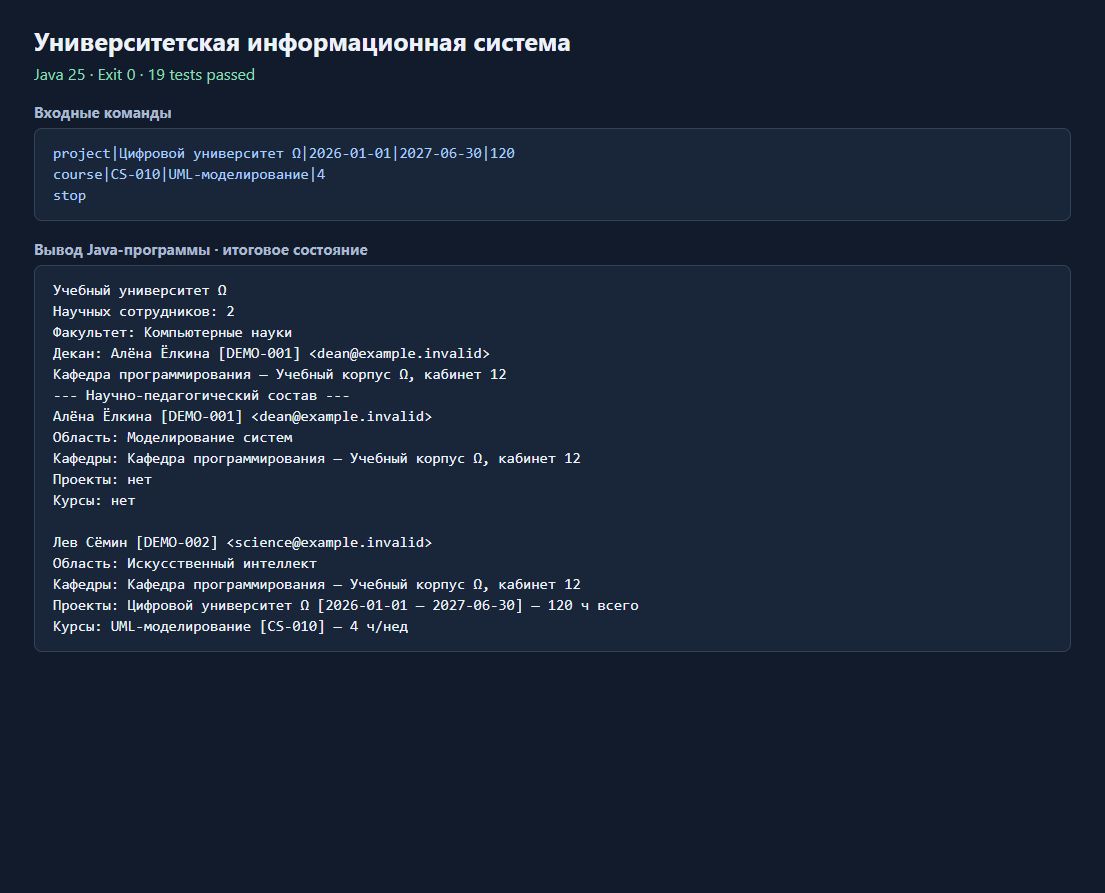 Университетская информационная система
Java 25 · Exit 0 · 19 tests passed
Входные команды
project|Цифровой университет Ω|2026-01-01|2027-06-30|120
course|CS-010|UML-моделирование|4
stop
Вывод Java-программы · итоговое состояние
Учебный университет Ω
Научных сотрудников: 2
Факультет: Компьютерные науки
Декан: Алёна Ёлкина [DEMO-001] <dean@example.invalid>
Кафедра программирования — Учебный корпус Ω, кабинет 12
--- Научно-педагогический состав ---
Алёна Ёлкина [DEMO-001] <dean@example.invalid>
Область: Моделирование систем
Кафедры: Кафедра программирования — Учебный корпус Ω, кабинет 12
Проекты: нет
Курсы: нет
Лев Сёмин [DEMO-002] <science@example.invalid>
Область: Искусственный интеллект
Кафедры: Кафедра программирования — Учебный корпус Ω, кабинет 12
Проекты: Цифровой университет Ω [2026-01-01 — 2027-06-30] — 120 ч всего
Курсы: UML-моделирование [CS-010] — 4 ч/нед